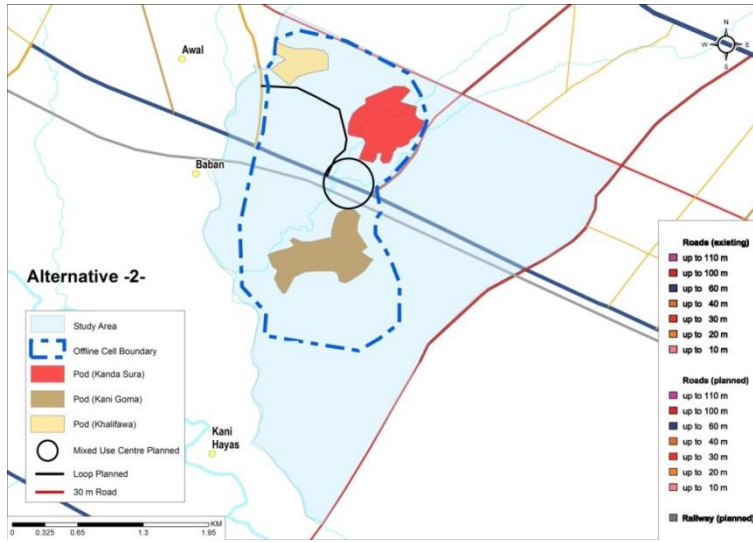 Awal
N
W E
S
Baban
Alternative -2-
Study Area
Offline Cell Boundary
Pod (Kanda Sura)
Pod (Kani Goma)
Pod (Khalifawa)
Mixed Use Centre Planned
Loop Planned
30 m Road
Kani
Hayas
KM
0 0.325 0.65 1.3 1.95
Roads (existing)
up to 110 m
up to 100 m
up to 60 m
up to 40 m
up to 30 m
up to 20 m
up to 10 m
Roads (planned)
up to 110 m
up to 100 m
up to 60 m
up to 40 m
up to 30 m
up to 20 m
up to 10 m
Railway (planned)